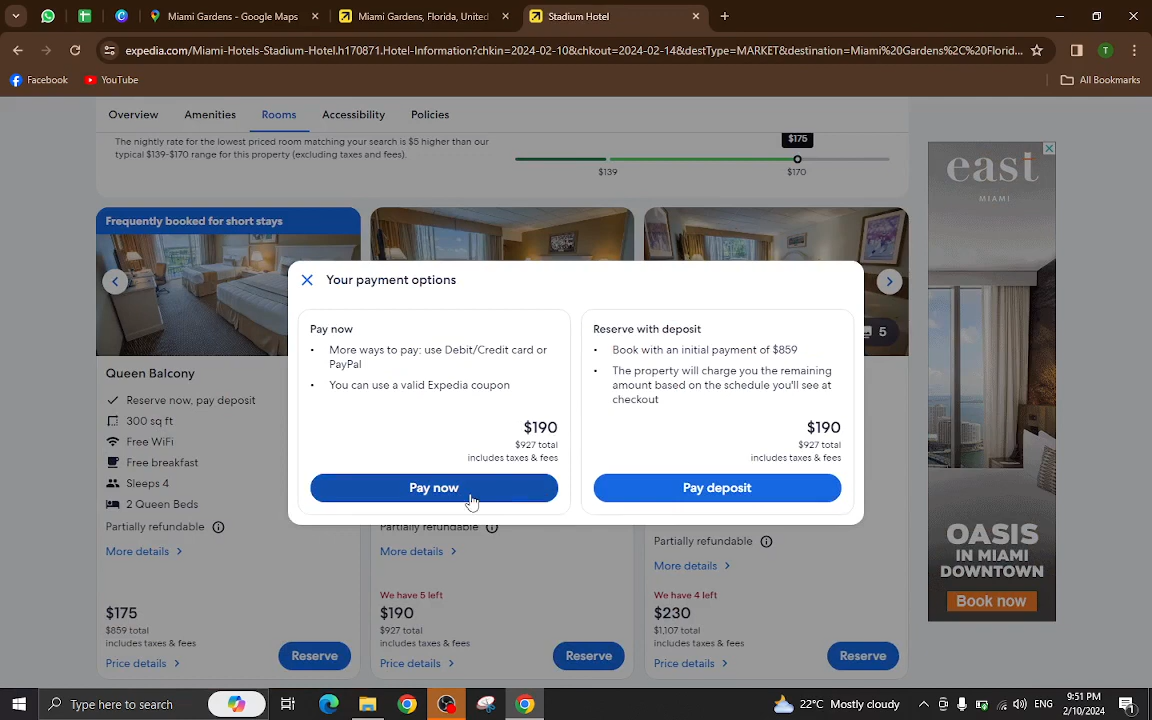 Miami Gardens - Google Maps
Miami Gardens, Florida, United
Stadium Hotel
expedia.com/Miami-Hotels-Stadium-Hotel.h170871.Hotel-Information?chkin=2024-02-10&chkout=2024-02-14&destType=MARKET&destination=Miami%20Gardens%2C%20Florid...
T
Facebook
YouTube
All Bookmarks
Overview
Amenities
Rooms
Accessibility
Policies
The nightly rate for the lowest priced room matching your search is $5 higher than our
typical $139-$170 range for this property (excluding taxes and fees).
$175
$139
$170
Frequently booked for short stays
5
Your payment options
Pay now
More ways to pay: use Debit/Credit card or
PayPal
You can use a valid Expedia coupon
$190
$927 total
includes taxes & fees
Pay now
Reserve with deposit
Book with an initial payment of $859
The property will charge you the remaining
amount based on the schedule you'll see at
checkout
$190
$927 total
includes taxes & fees
Pay deposit
Queen Balcony
Reserve now, pay deposit
300 sq ft
Free WiFi
Free breakfast
Sleeps 4
2 Queen Beds
Partially refundable
More details
$175
$859 total
includes taxes & fees
Price details
Reserve
Partially refundable
More details
We have 5 left
$190
$927 total
includes taxes & fees
Price details
Reserve
Partially refundable
More details
We have 4 left
$230
$1,107 total
includes taxes & fees
Price details
Reserve
east
MIAMI
OASIS
IN MIAMI
DOWNTOWN
Book now
Type here to search
22°C Mostly cloudy
ENG
9:51 PM
2/10/2024
1